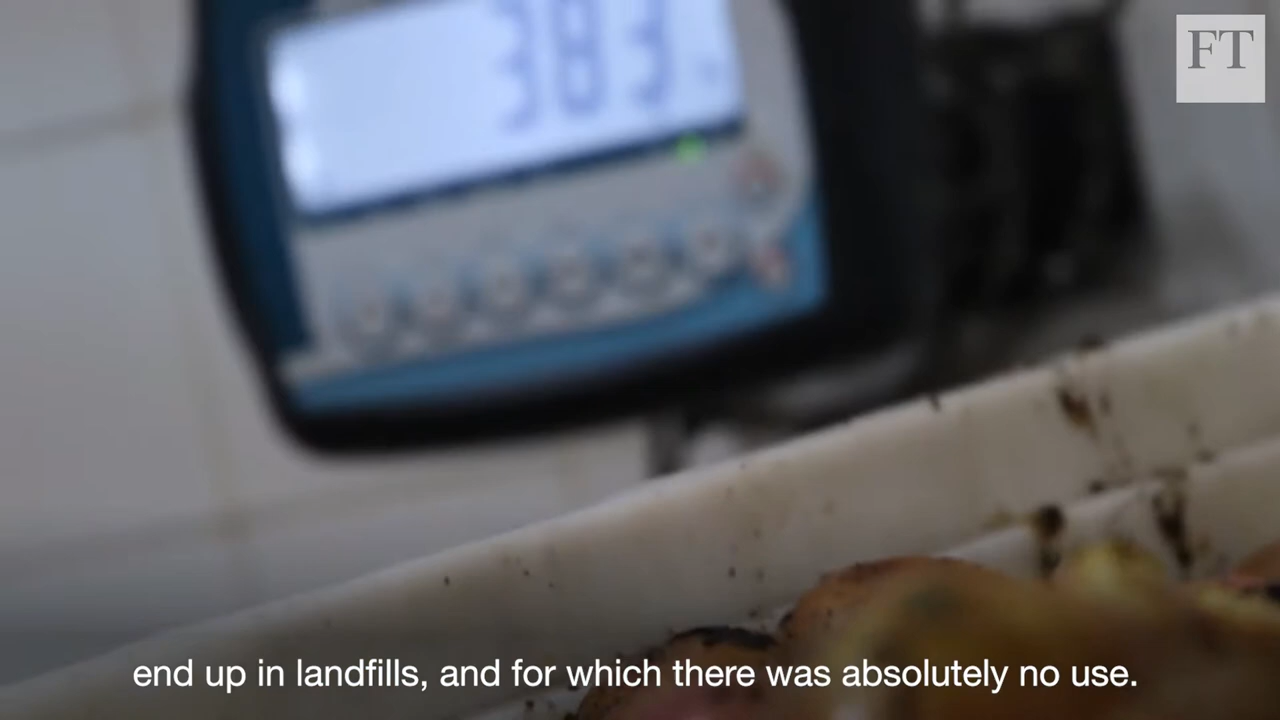 383
FT
end up in landfills, and for which there was absolutely no use.